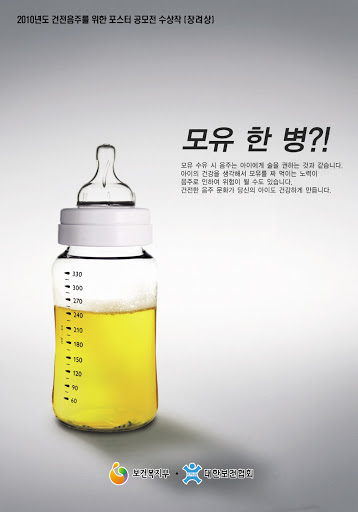 2010년도 건전음주를 위한 포스터 공모전 수상작 (장려상)
모유 한 병?!
모유 수유 시 음주는 아이에게 술을 권하는 것과 같습니다.
아이의 건강을 생각해서 모유를 짜 먹이는 노력이
음주로 인하여 위험이 될 수도 있습니다.
건전한 음주 문화가 당신의 아이도 건강하게 만듭니다.
330
300
270
240
210
180
150
120
90
60
보건복지부 · 대한보건협회